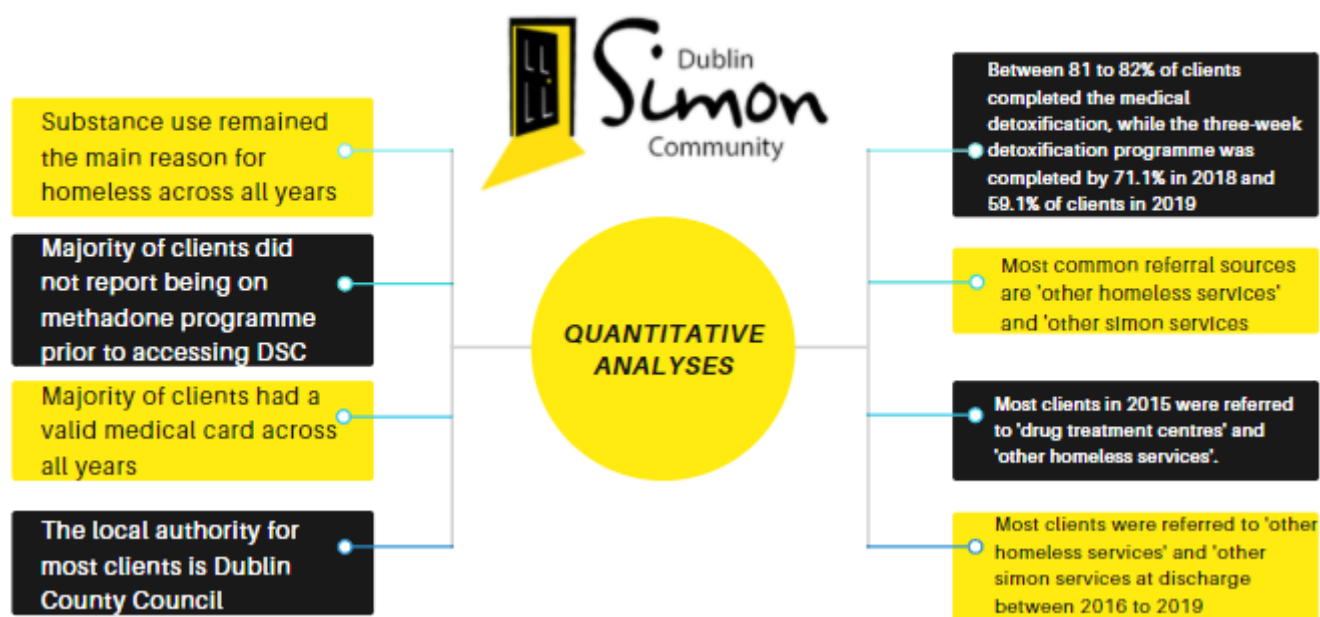 Dublin
Simon
Community
Substance use remained
the main reason for
homeless across all years
Majority of clients did
not report being on
methadone programme
prior to accessing DSC
Majority of clients had a
valid medical card across
all years
The local authority for
most clients is Dublin
County Council
QUANTITATIVE
ANALYSES
Between 81 to 82% of clients
completed the medical
detoxification, while the three-week
detoxification programme was
completed by 71.1% in 2018 and
59.1% of clients in 2019
Most common referral sources
are 'other homeless services'
and 'other simon services
Most clients in 2015 were referred
to 'drug treatment centres' and
'other homeless services'.
Most clients were referred to 'other
homeless services' and 'other
simon services at discharge
between 2016 to 2019